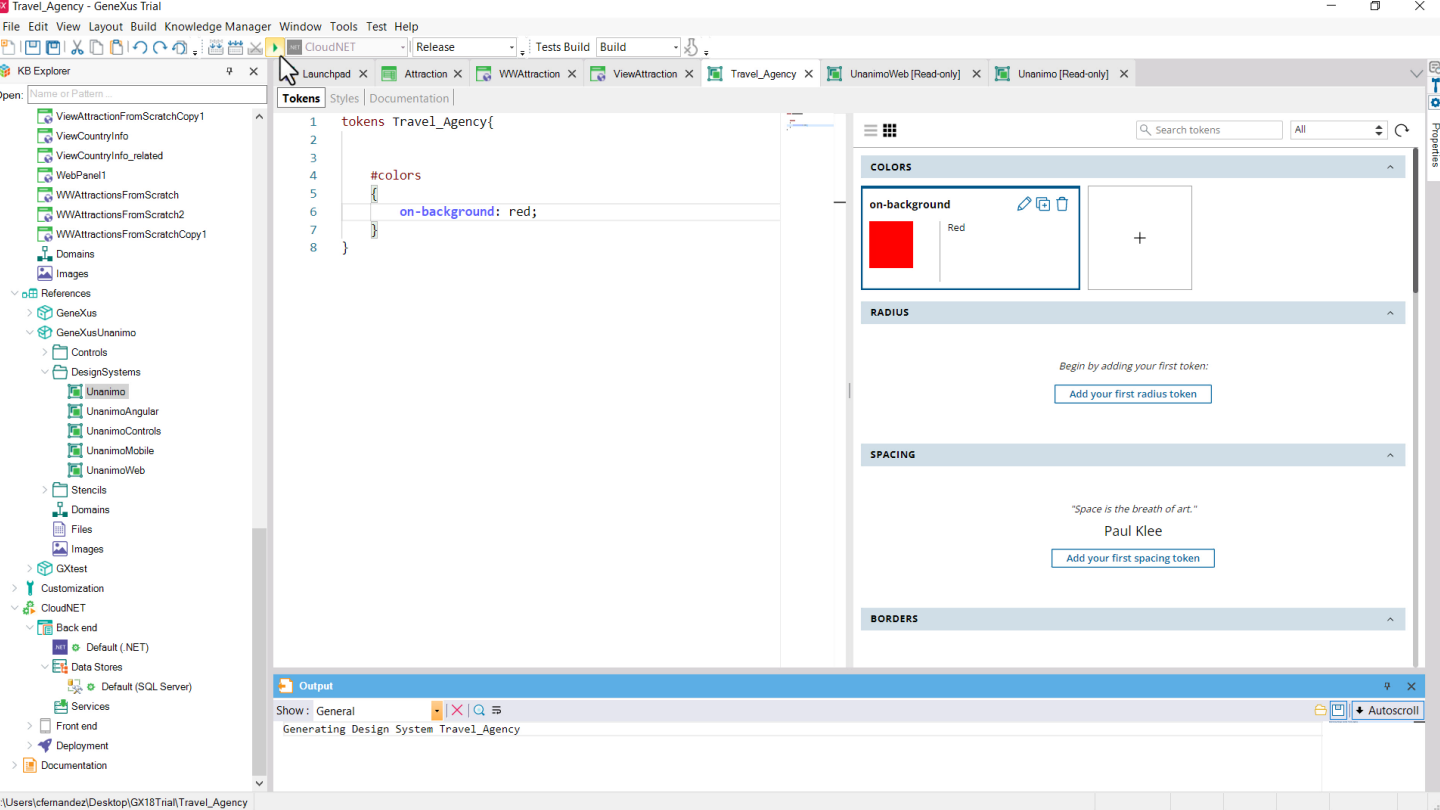 Travel_Agency - GeneXus Trial
File Edit View Layout Build Knowledge Manager Window Tools Test Help
CloudNET Release Tests Build Build
KB Explorer
Open: Name or Pattern ...
ViewAttractionFromScratchCopy1
ViewCountryInfo
ViewCountryInfo_related
WebPanel1
WWAttractionsFromScratch
WWAttractionsFromScratch2
WWAttractionsFromScratchCopy1
Domains
Images
References
GeneXus
GeneXusUnanimo
Controls
DesignSystems
Unanimo
UnanimoAngular
UnanimoControls
UnanimoMobile
UnanimoWeb
Stencils
Domains
Files
Images
GXtest
Customization
CloudNET
Back end
Default (.NET)
Data Stores
Default (SQL Server)
Services
Front end
Deployment
Documentation
Launchpad Attraction WWAttraction ViewAttraction Travel_Agency UnanimoWeb [Read-only] Unanimo [Read-only]
Tokens Styles Documentation
1 tokens Travel_Agency{
2
3
4 #colors
5 {
6 on-background: red;
7 }
8 }
Search tokens All
COLORS
on-background
Red
+
RADIUS
Begin by adding your first token:
Add your first radius token
SPACING
"Space is the breath of art."
Paul Klee
Add your first spacing token
BORDERS
Properties
Output
Show: General Autoscroll
Generating Design System Travel_Agency
:\Users\cfernandez\Desktop\GX18Trial\Travel_Agency